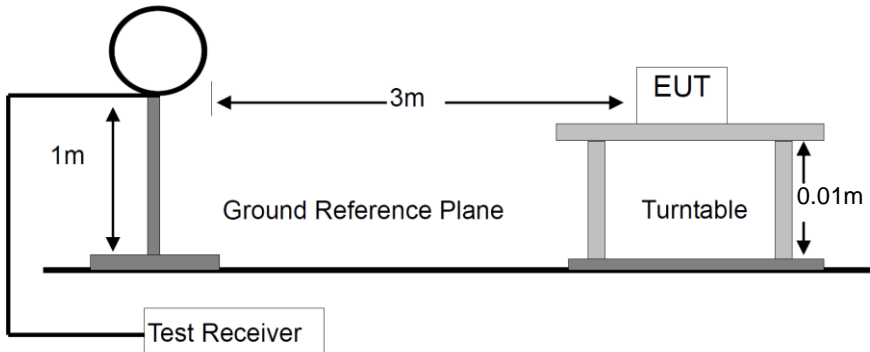 EUT
3m
1m
0.01m
Ground Reference Plane
Turntable
Test Receiver